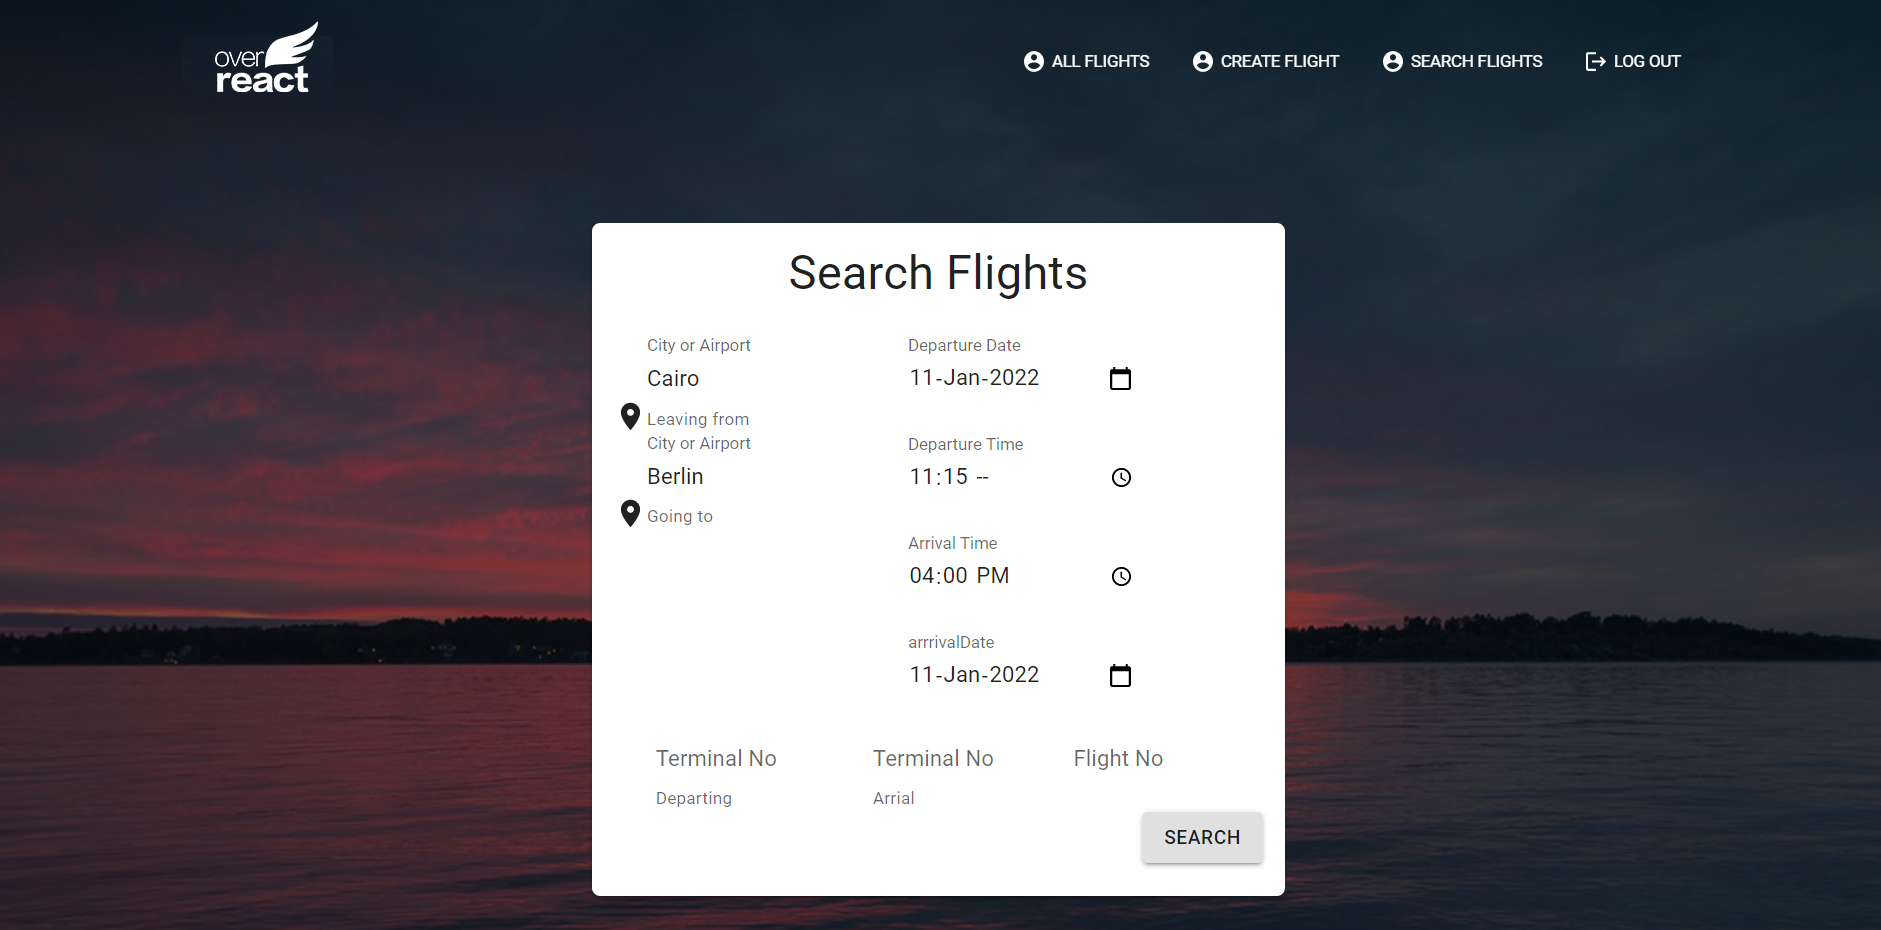 over
react
ALL FLIGHTS
CREATE FLIGHT
SEARCH FLIGHTS
LOG OUT
Search Flights
City or Airport
Cairo
Leaving from
City or Airport
Berlin
Going to
Departure Date
11-Jan-2022
Departure Time
11:15 --
Arrival Time
04:00 PM
arrrivalDate
11-Jan-2022
Terminal No
Departing
Terminal No
Arrial
Flight No
SEARCH